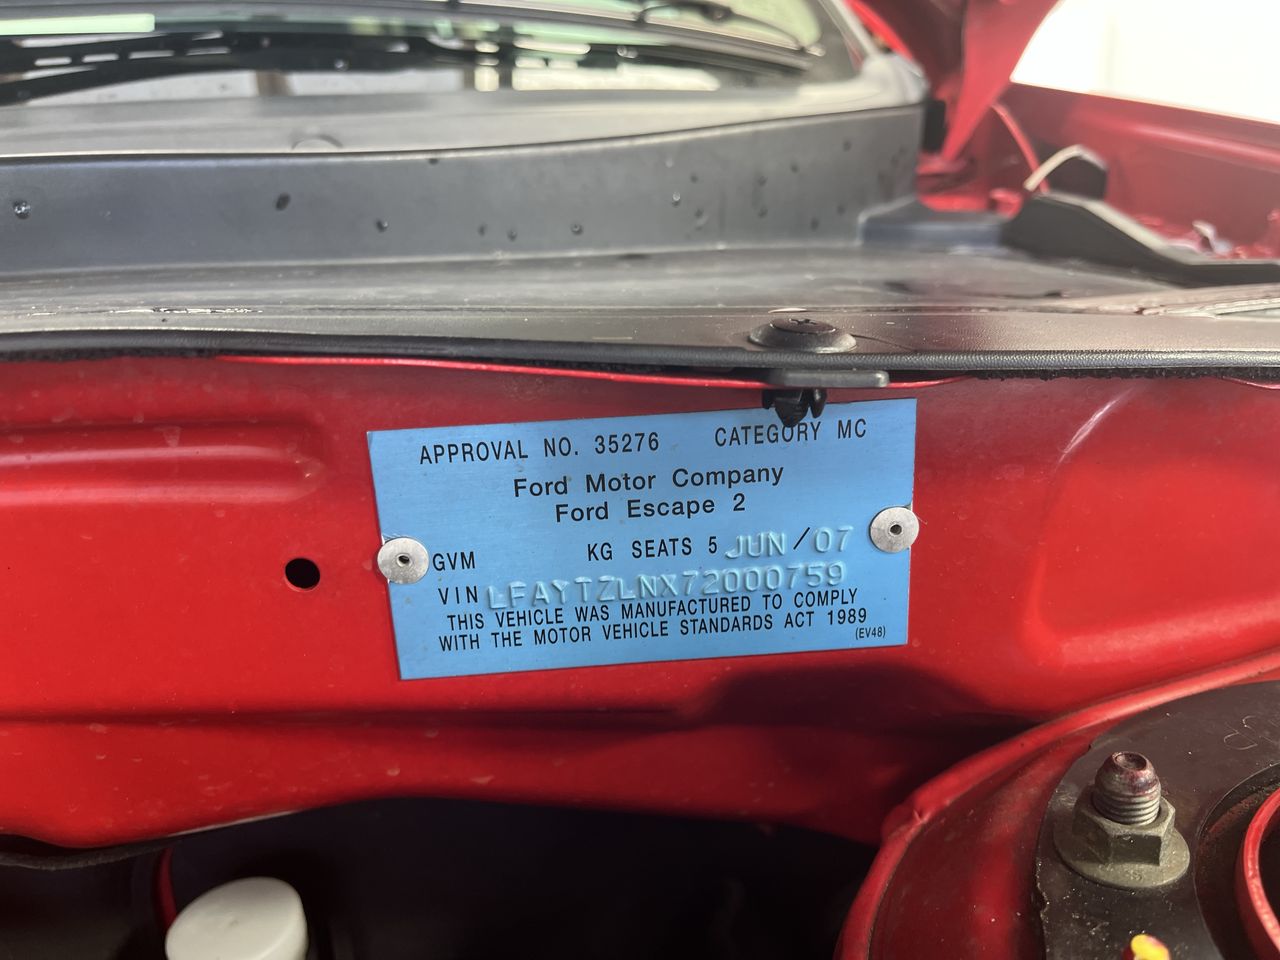 APPROVAL NO. 35276 CATEGORY MC
Ford Motor Company
Ford Escape 2
GVM KG SEATS 5 JUN/07
VIN LFAYTZLNX72000759
THIS VEHICLE WAS MANUFACTURED TO COMPLY
WITH THE MOTOR VEHICLE STANDARDS ACT 1989
(EV48)